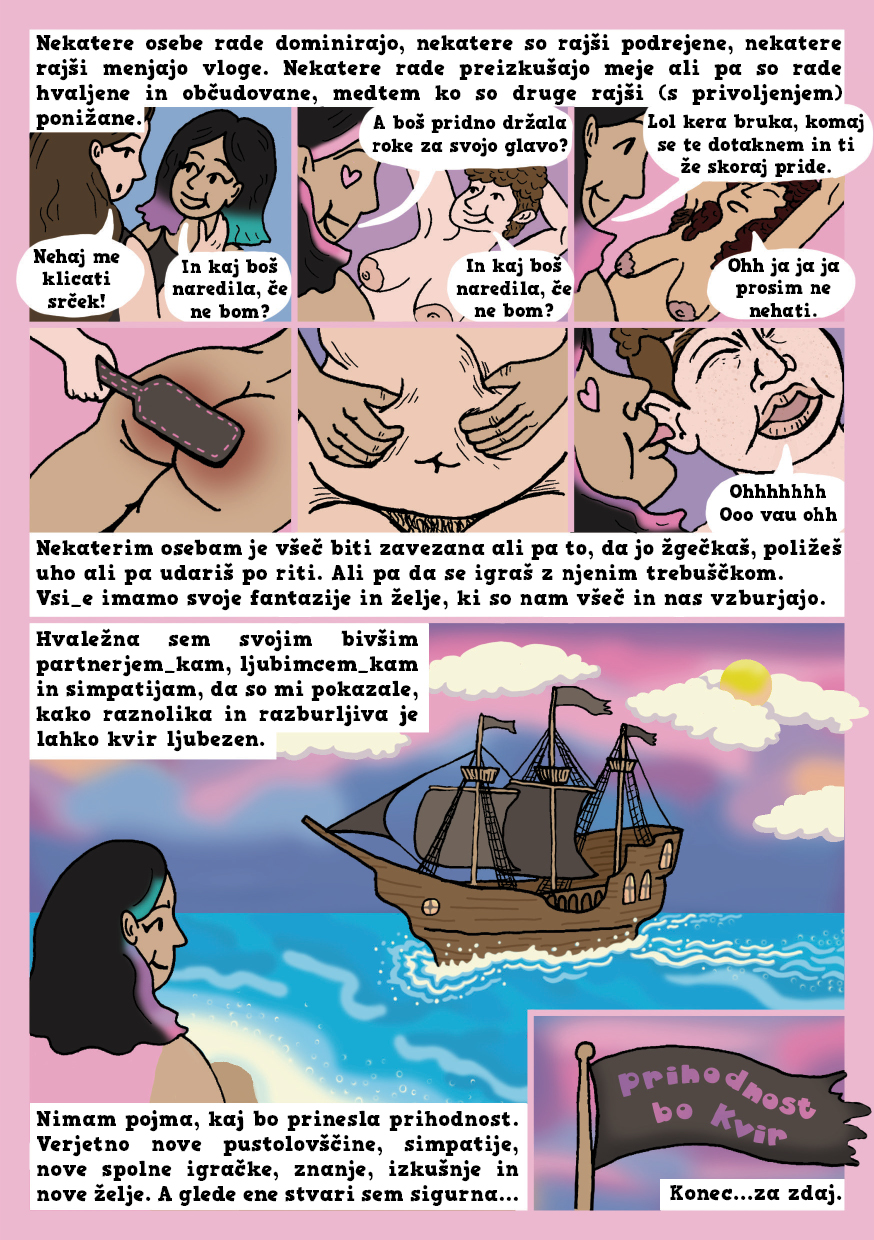 Nekatere osebe rade dominirajo, nekatere so rajši podrejene, nekatere
rajši menjajo vloge. Nekatere rade preizkušajo meje ali pa so rade
hvaljene in občudovane, medtem ko so druge rajši (s privoljenjem)
ponižane.
Nehaj me
klicati
srček!
In kaj boš
naredila, če
ne bom?
A boš pridno držala
roke za svojo glavo?
In kaj boš
naredila, če
ne bom?
Lol kera bruka, komaj
se te dotaknem in ti
že skoraj pride.
Ohh ja ja ja
prosim ne
nehati.
Ohhhhhhh
Ooo vau ohh
Nekaterim osebam je všeč biti zavezana ali pa to, da jo žgečkaš, poližeš
uho ali pa udariš po riti. Ali pa da se igraš z njenim trebuščkom.
Vsi_e imamo svoje fantazije in želje, ki so nam všeč in nas vzburjajo.
Hvaležna sem svojim bivšim
partnerjem_kam, ljubimcem_kam
in simpatijam, da so mi pokazale,
kako raznolika in razburljiva je
lahko kvir ljubezen.
Nimam pojma, kaj bo prinesla prihodnost.
Verjetno nove pustolovščine, simpatije,
nove spolne igračke, znanje, izkušnje in
nove želje. A glede ene stvari sem sigurna...
prihodnost
bo kvir
Konec...za zdaj.